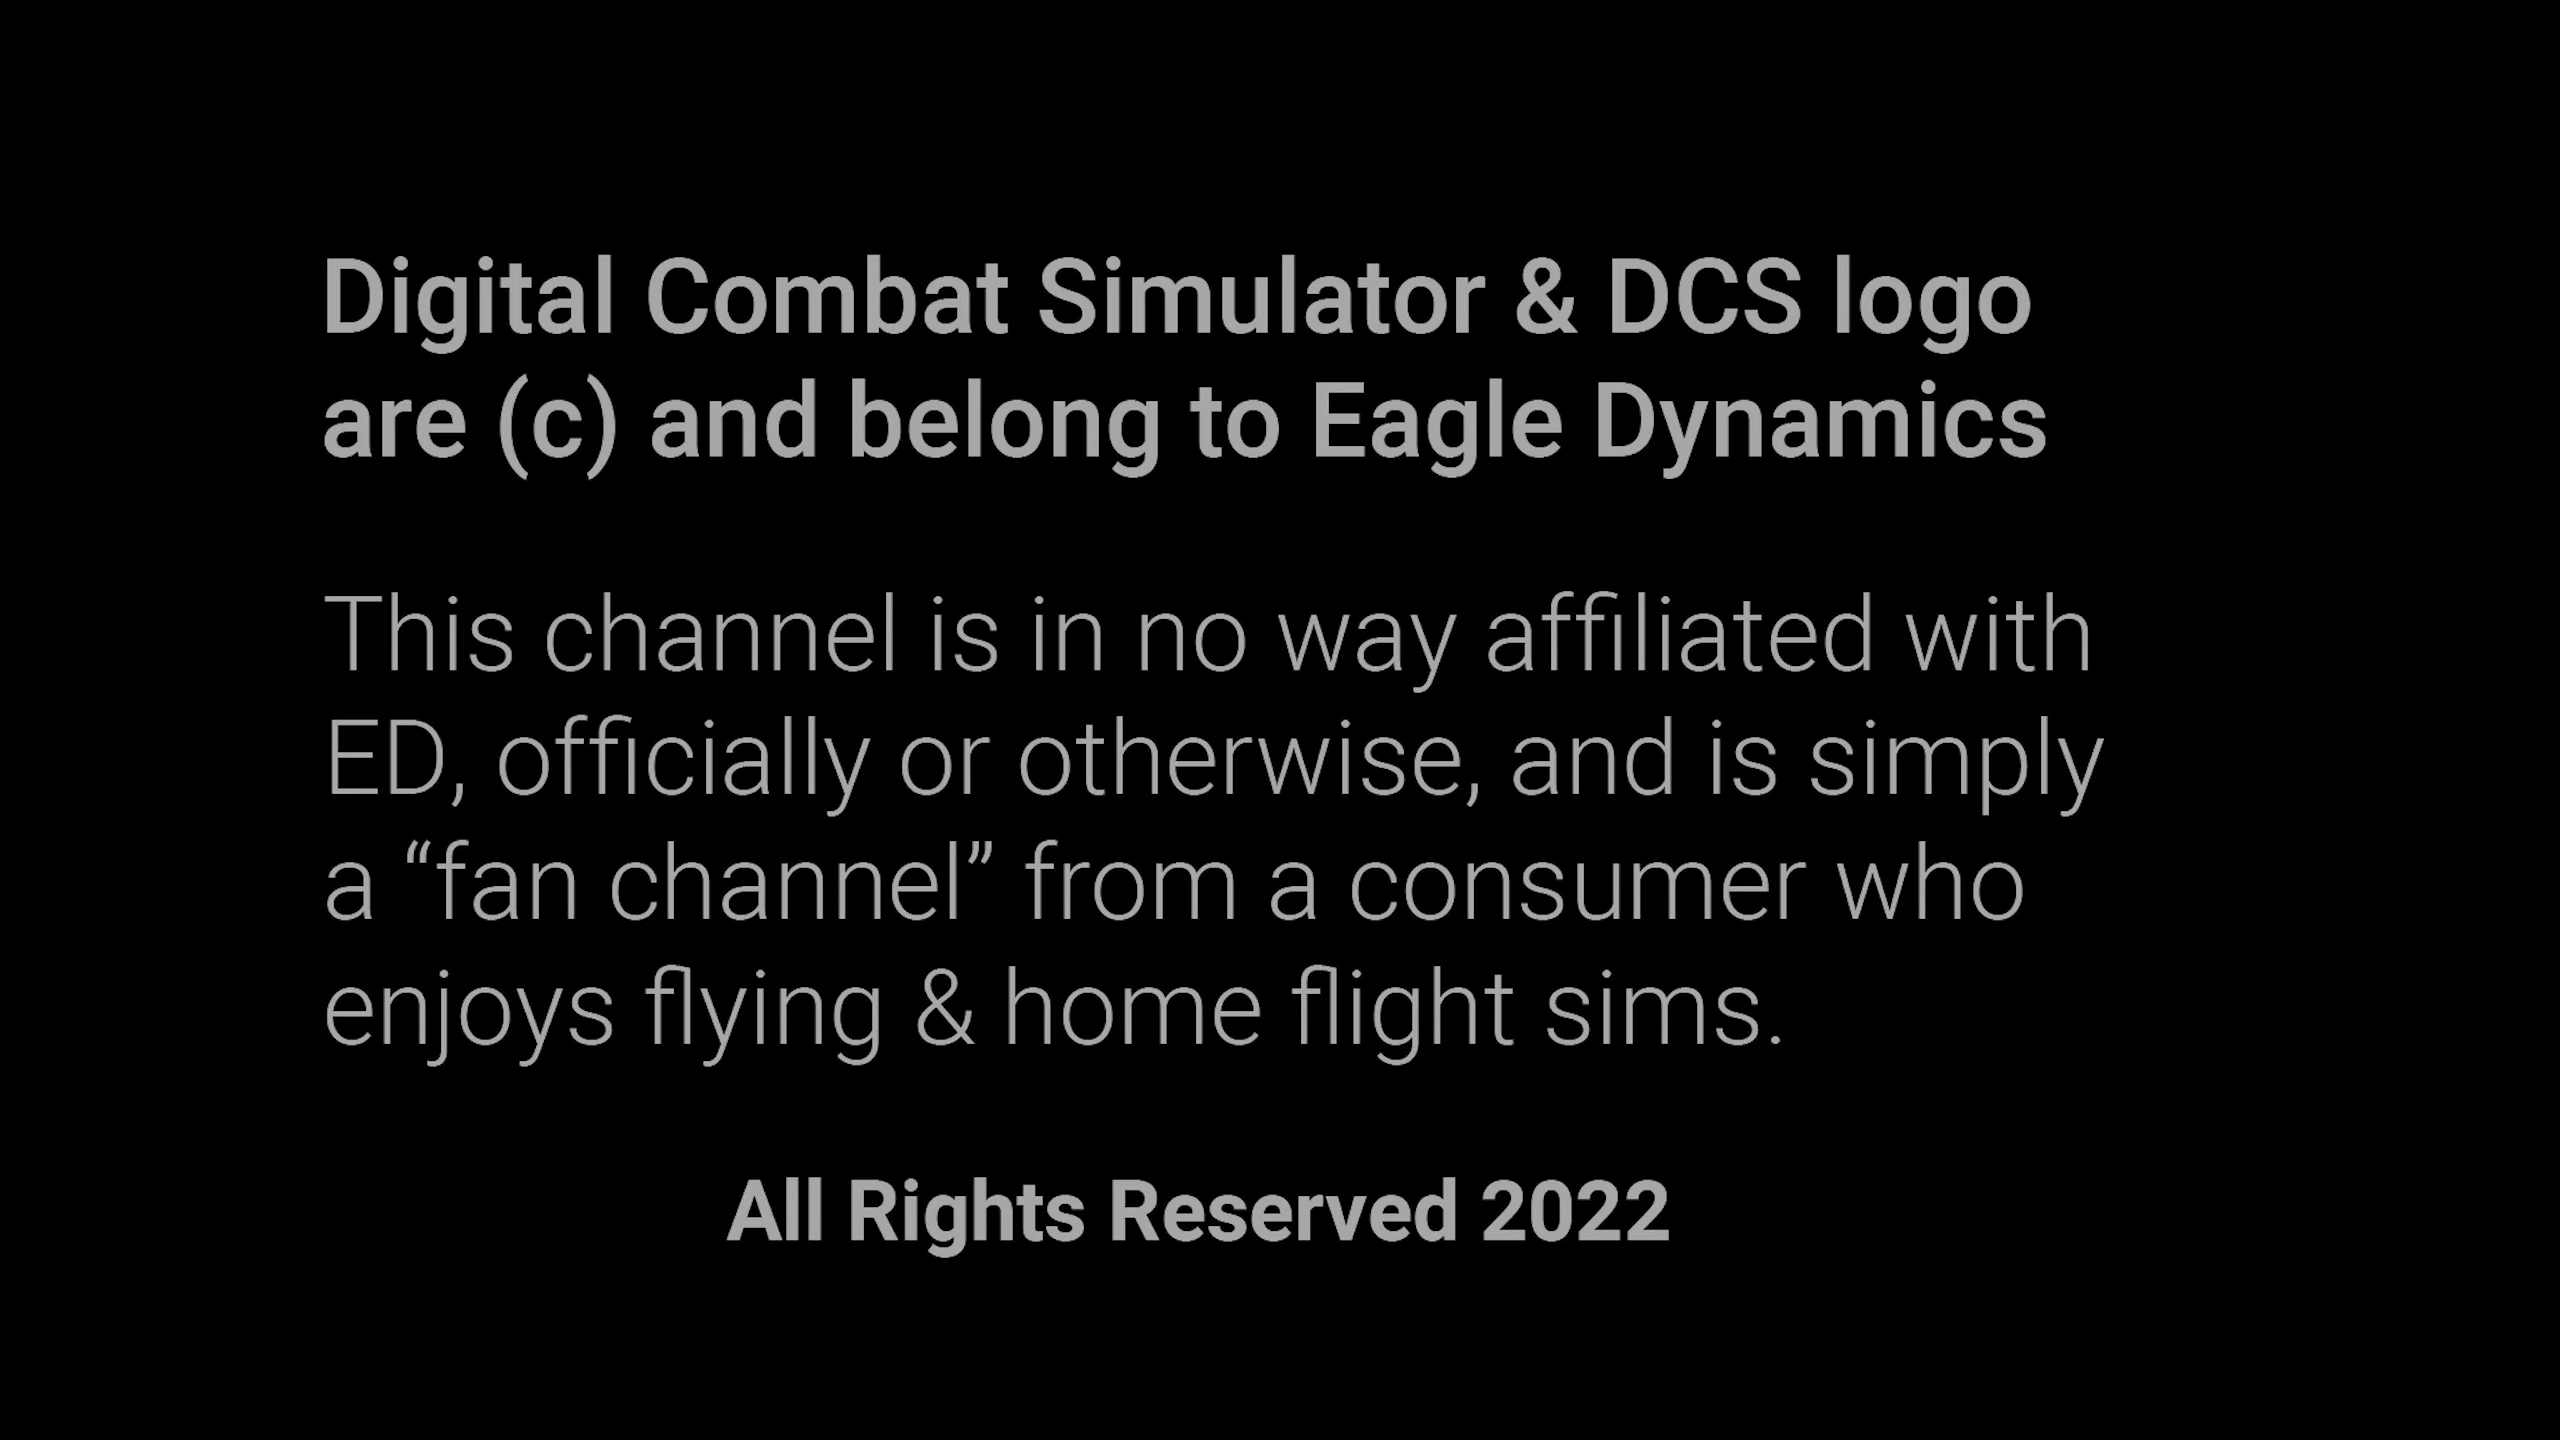 Digital Combat Simulator & DCS logo
are (c) and belong to Eagle Dynamics
This channel is in no way affiliated with
ED, officially or otherwise, and is simply
a “fan channel” from a consumer who
enjoys flying & home flight sims.
All Rights Reserved 2022